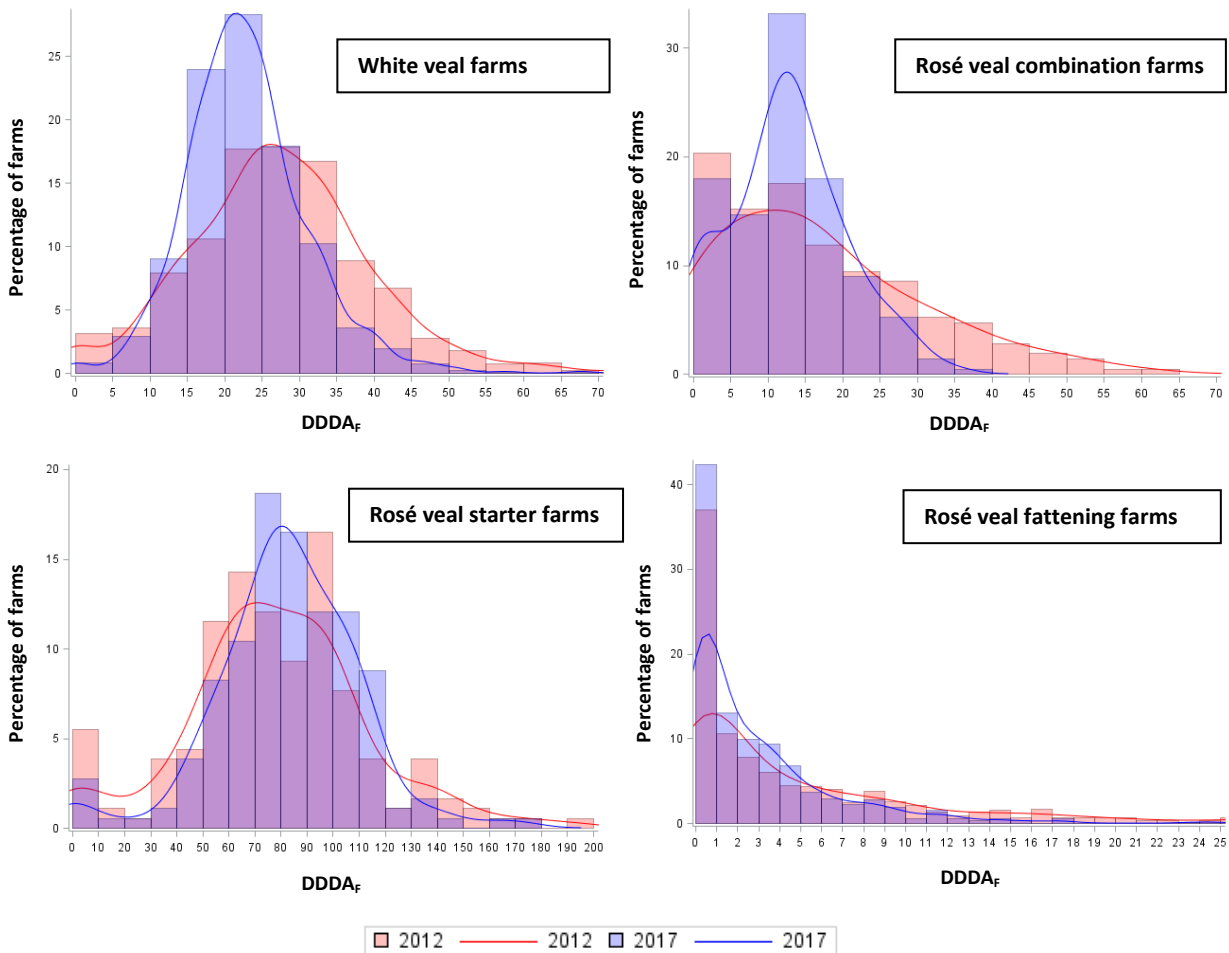 White veal farms
Percentage of farms
25
20
15
10
5
0
0 5 10 15 20 25 30 35 40 45 50 55 60 65 70
DDDA_F
Rosé veal combination farms
Percentage of farms
30
20
10
0
0 5 10 15 20 25 30 35 40 45 50 55 60 65 70
DDDA_F
Rosé veal starter farms
Percentage of farms
20
15
10
5
0
0 10 20 30 40 50 60 70 80 90 100 110 120 130 140 150 160 170 180 190 200
DDDA_F
Rosé veal fattening farms
Percentage of farms
40
30
20
10
0
0 1 2 3 4 5 6 7 8 9 10 11 12 13 14 15 16 17 18 19 20 21 22 23 24 25
DDDA_F
2012 2012 2017 2017